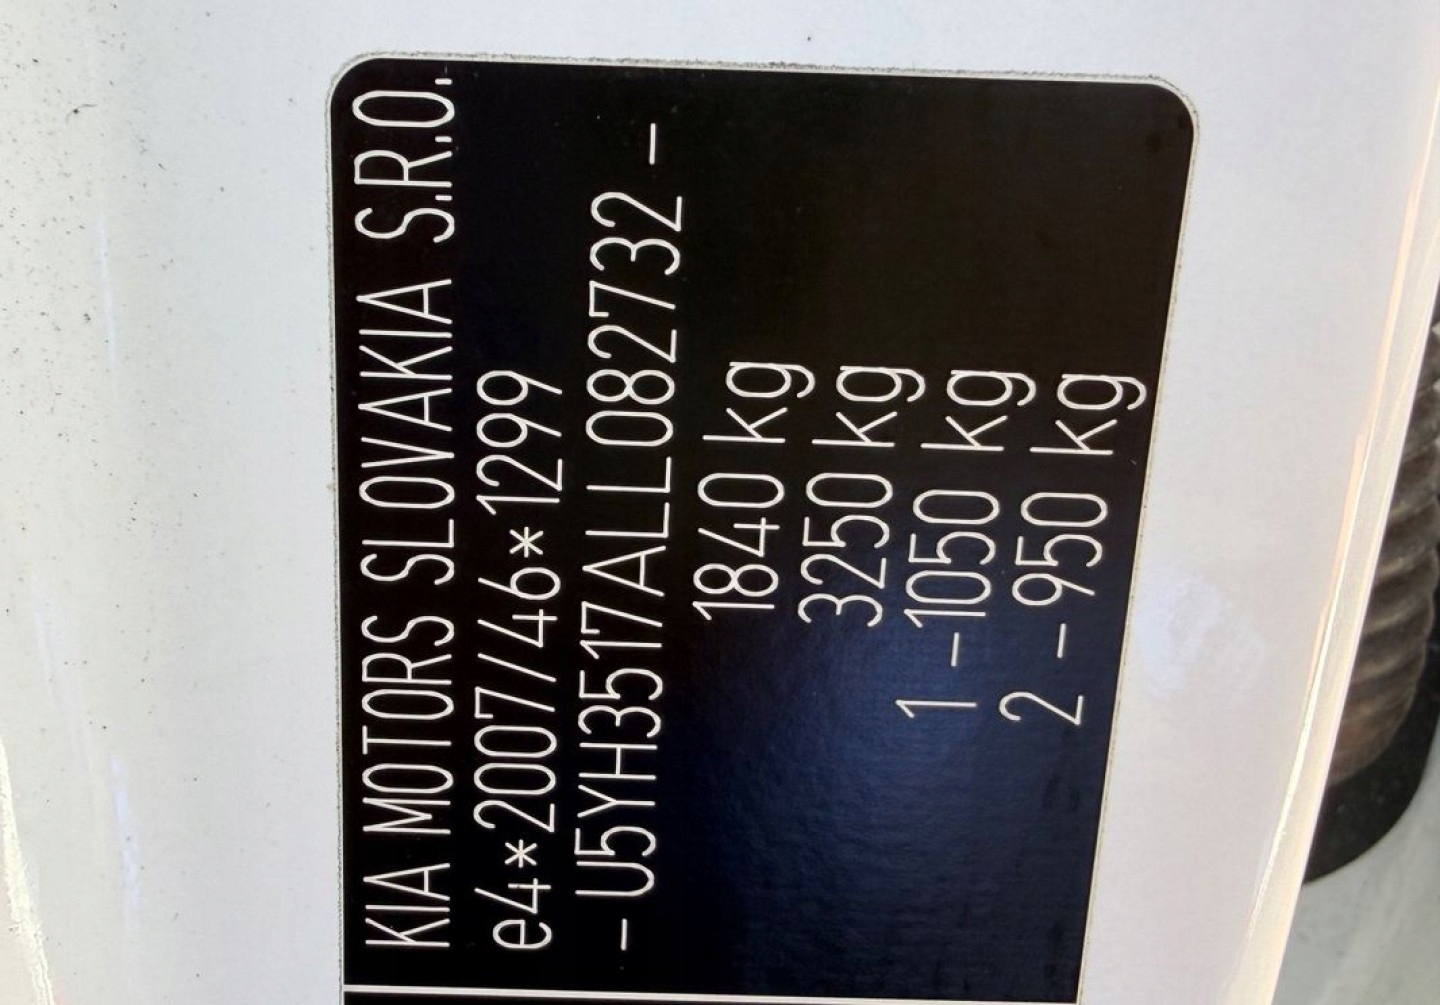 KIA MOTORS SLOVAKIA S.R.O.
e4*2007/46*1299
- U5YH3517ALL082732 -
1840 kg
3250 kg
1 - 1050 kg
2 - 950 kg